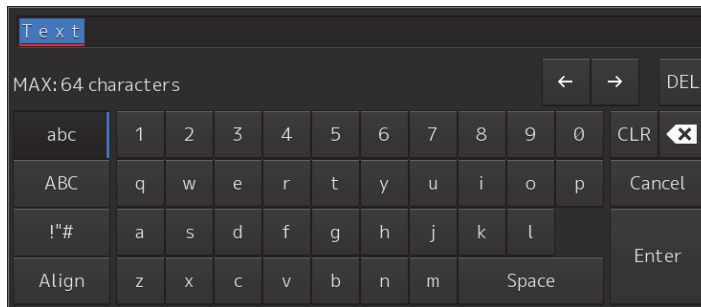 Text
MAX: 64 characters
← → DEL
abc 1 2 3 4 5 6 7 8 9 0 CLR
ABC q w e r t y u i o p Cancel
!"# a s d f g h j k l
Enter
Align z x c v b n m Space